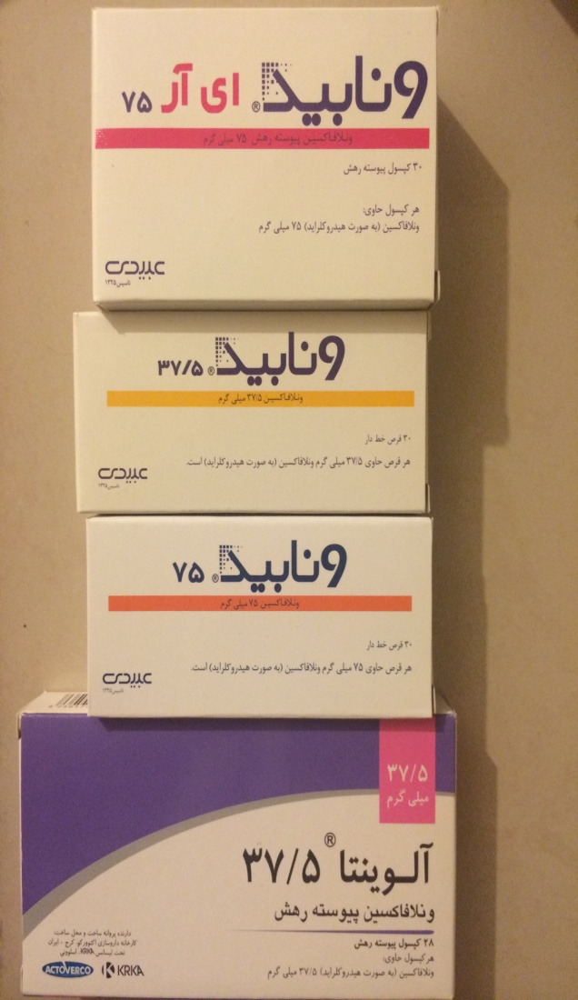 ونابید® ای آر ۷۵
ونلافاکسین پیوسته رهش ۷۵ میلی گرم
۳۰ کپسول پیوسته رهش
هر کپسول حاوی:
ونلافاکسین (به صورت هیدروکلراید) ۷۵ میلی گرم
عبیدی
تاسیس ۱۳۲۵
ونابید® ۳۷/۵
ونلافاکسین ۳۷/۵ میلی گرم
۳۰ قرص خط دار
هر قرص حاوی ۳۷/۵ میلی گرم ونلافاکسین (به صورت هیدروکلراید) است.
عبیدی
تاسیس ۱۳۲۵
ونابید® ۷۵
ونلافاکسین ۷۵ میلی گرم
۳۰ قرص خط دار
هر قرص حاوی ۷۵ میلی گرم ونلافاکسین (به صورت هیدروکلراید) است.
عبیدی
تاسیس ۱۳۲۵
۳۷/۵
میلی گرم
آلوینتا® ۳۷/۵
ونلافاکسین پیوسته رهش
۲۸ کپسول پیوسته رهش
هر کپسول حاوی:
ونلافاکسین (به صورت هیدروکلراید) ۳۷/۵ میلی گرم
دارنده پروانه ساخت و محل ساخت:
کارخانه داروسازی اکتوورکو، کرج - ایران
تحت لیسانس KRKA، اسلوونی
ACTOVERCO KRKA